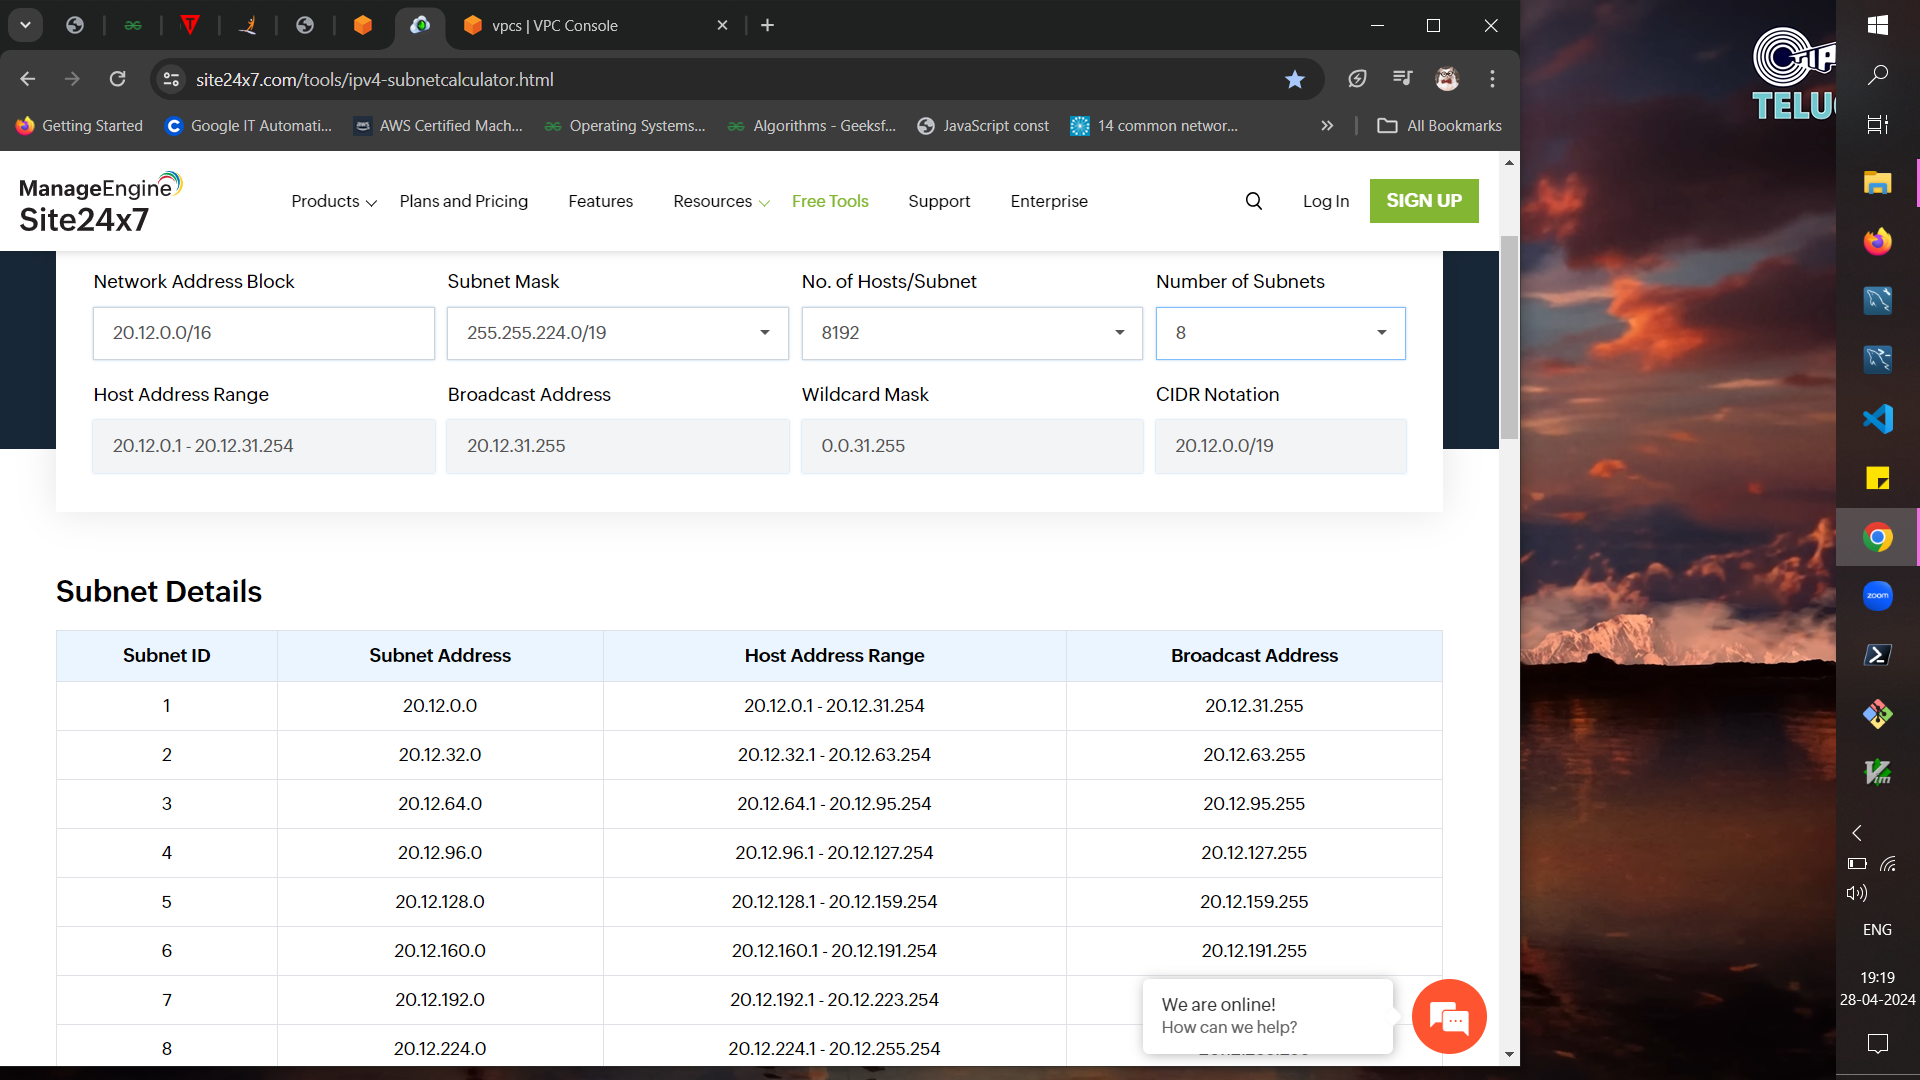 vpcs | VPC Console
site24x7.com/tools/ipv4-subnetcalculator.html
Getting Started
Google IT Automati...
AWS Certified Mach...
Operating Systems...
Algorithms - Geeksf...
JavaScript const
14 common networ...
All Bookmarks
ManageEngine
Site24x7
Products
Plans and Pricing
Features
Resources
Free Tools
Support
Enterprise
Log In
SIGN UP
Network Address Block Subnet Mask No. of Hosts/Subnet Number of Subnets
20.12.0.0/16 255.255.224.0/19 8192 8
Host Address Range Broadcast Address Wildcard Mask CIDR Notation
20.12.0.1 - 20.12.31.254 20.12.31.255 0.0.31.255 20.12.0.0/19
Subnet Details
Subnet ID Subnet Address Host Address Range Broadcast Address
1 20.12.0.0 20.12.0.1 - 20.12.31.254 20.12.31.255
2 20.12.32.0 20.12.32.1 - 20.12.63.254 20.12.63.255
3 20.12.64.0 20.12.64.1 - 20.12.95.254 20.12.95.255
4 20.12.96.0 20.12.96.1 - 20.12.127.254 20.12.127.255
5 20.12.128.0 20.12.128.1 - 20.12.159.254 20.12.159.255
6 20.12.160.0 20.12.160.1 - 20.12.191.254 20.12.191.255
7 20.12.192.0 20.12.192.1 - 20.12.223.254
8 20.12.224.0 20.12.224.1 - 20.12.255.254
We are online!
How can we help?
zoom
Vim
ENG
19:19
28-04-2024